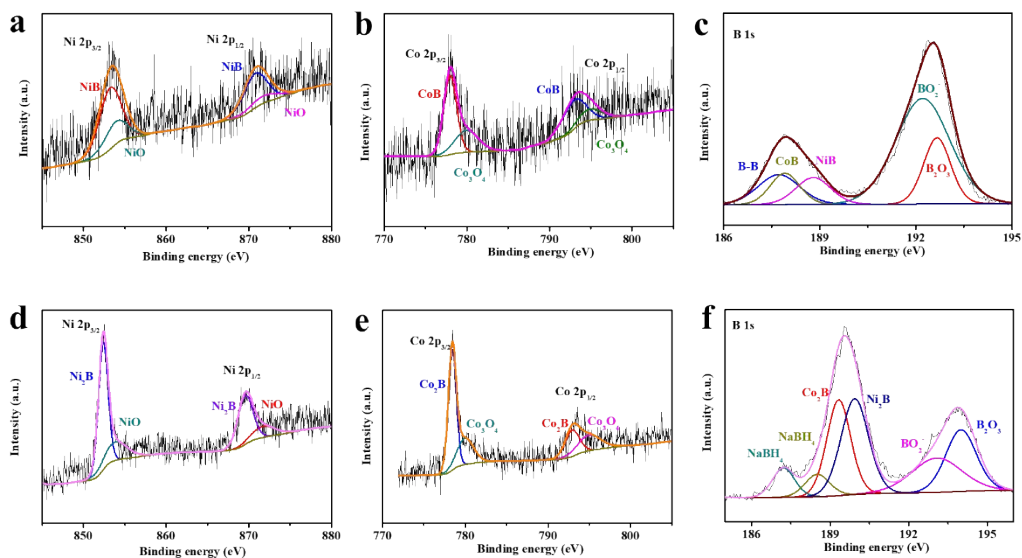 a
Ni 2p3/2
Ni 2p1/2
NiB
NiB
NiO
NiO
Intensity (a.u.)
850 860 870 880
Binding energy (eV)
b
Co 2p3/2
Co 2p1/2
CoB
CoB
Co3O4
Co3O4
Intensity (a.u.)
770 780 790 800
Binding energy (eV)
c
B 1s
BO2
B-B
CoB
NiB
B2O3
Intensity (a.u.)
186 189 192 195
Binding energy (eV)
d
Ni 2p3/2
Ni 2p1/2
Ni2B
Ni2B
NiO
NiO
Intensity (a.u.)
850 860 870 880
Binding energy (eV)
e
Co 2p3/2
Co 2p1/2
Co2B
Co3O4
Co2B
Co3O4
Intensity (a.u.)
770 780 790 800
Binding energy (eV)
f
B 1s
Co2B
Ni2B
NaBH4
NaBH4
BO2
B2O3
Intensity (a.u.)
186 189 192 195
Binding energy (eV)